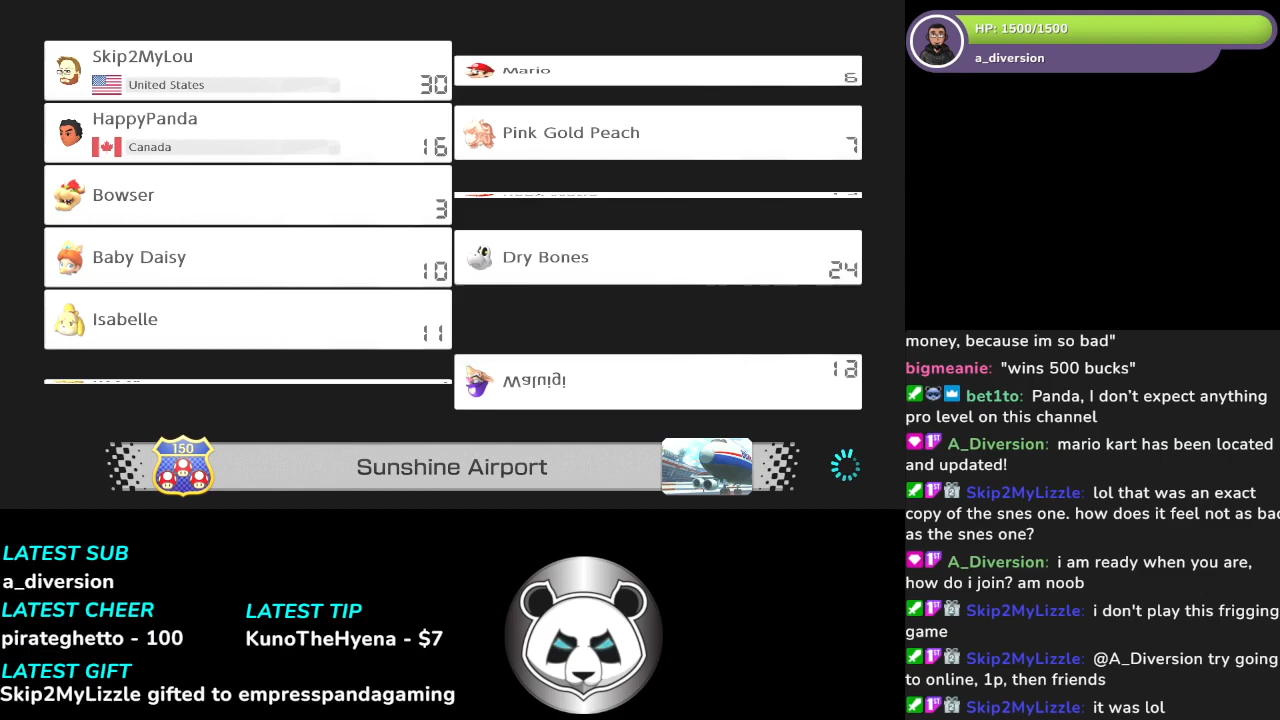 Skip2MyLou
United States
30
HappyPanda
Canada
16
Bowser
3
Baby Daisy
10
Isabelle
11
Mario
6
Pink Gold Peach
7
Dry Bones
24
Waluigi
13
150
Sunshine Airport
LATEST SUB
a_diversion
LATEST CHEER
pirateghetto - 100
LATEST TIP
KunoTheHyena - $7
LATEST GIFT
Skip2MyLizzle gifted to empresspandagaming
HP: 1500/1500
a_diversion
money, because im so bad"
bigmeanie: "wins 500 bucks"
bet1to: Panda, I don't expect anything
pro level on this channel
A_Diversion: mario kart has been located
and updated!
Skip2MyLizzle: lol that was an exact
copy of the snes one. how does it feel not as bad
as the snes one?
A_Diversion: i am ready when you are,
how do i join? am noob
Skip2MyLizzle: i don't play this frigging
game
Skip2MyLizzle: @A_Diversion try going
to online, 1p, then friends
Skip2MyLizzle: it was lol